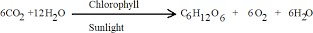 Chlorophyll
6CO₂ +12H₂O ⟶ C₆H₁₂O₆ + 6O₂ + 6H₂O
Sunlight